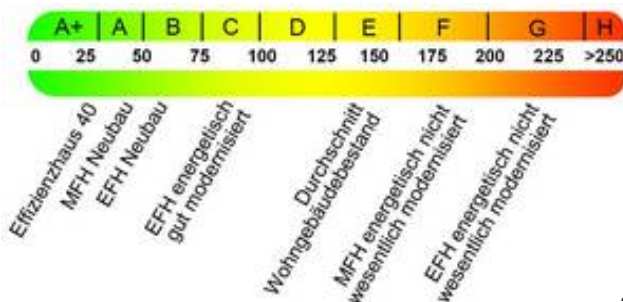 A+ A B C D E F G H
0 25 50 75 100 125 150 175 200 225 >250
Effizienzhaus 40
MFH Neubau
EFH Neubau
EFH energetisch
gut modernisiert
Durchschnitt
Wohngebäudebestand
MFH energetisch nicht
wesentlich modernisiert
EFH energetisch nicht
wesentlich modernisiert